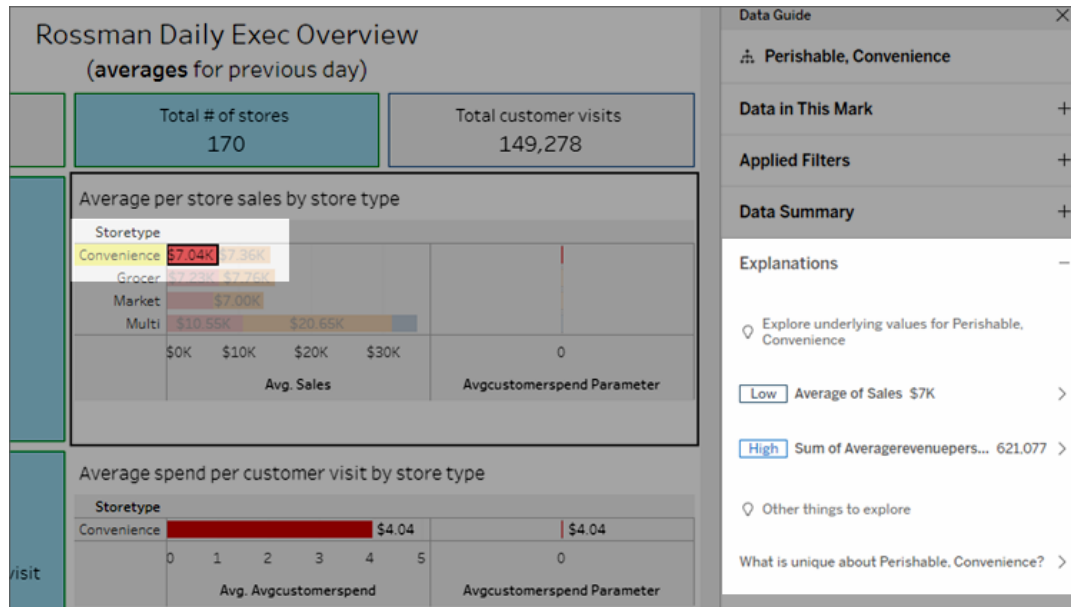 Rossman Daily Exec Overview
(averages for previous day)
Total # of stores
170
Total customer visits
149,278
Average per store sales by store type
Storetype
Convenience $7.04K $7.36K
Grocer $7.23K $7.76K
Market $7.00K
Multi $10.55K $20.65K
$0K $10K $20K $30K 0
Avg. Sales Avgcustomerspend Parameter
Average spend per customer visit by store type
Storetype
Convenience $4.04 $4.04
0 1 2 3 4 5 0
Avg. Avgcustomerspend Avgcustomerspend Parameter
visit
Data Guide
Perishable, Convenience
Data in This Mark
Applied Filters
Data Summary
Explanations
Explore underlying values for Perishable,
Convenience
Low Average of Sales $7K
High Sum of Averagerevenuepers... 621,077
Other things to explore
What is unique about Perishable, Convenience?